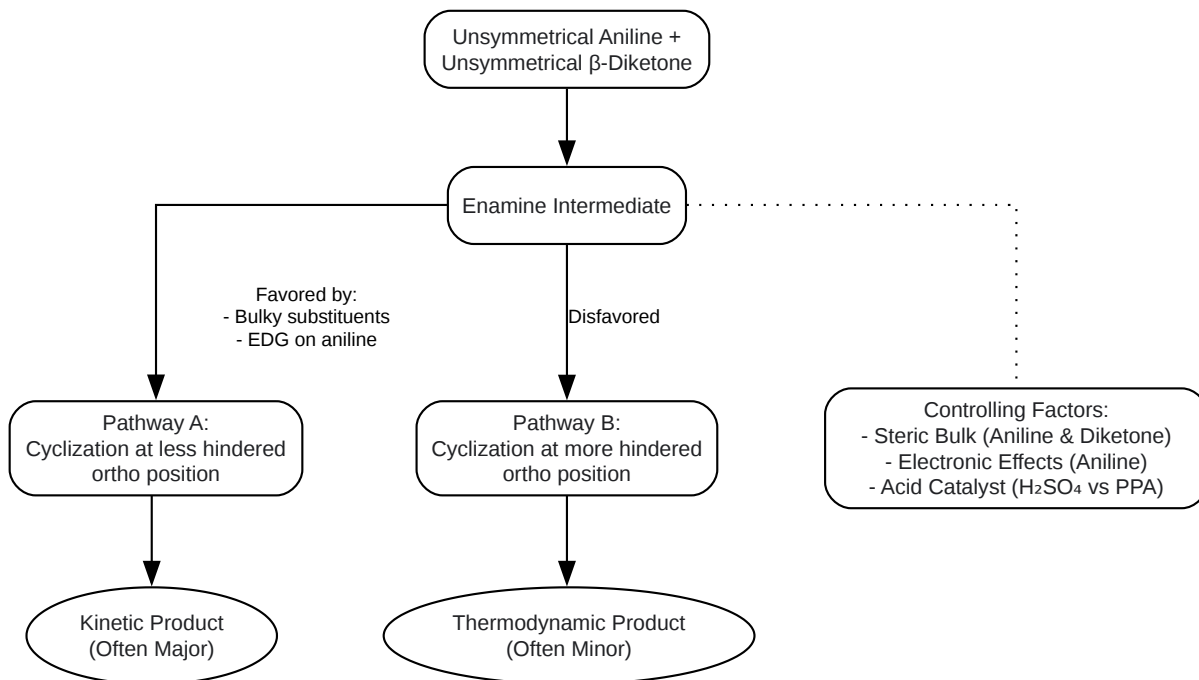 Unsymmetrical Aniline +
Unsymmetrical β-Diketone
Enamine Intermediate
Favored by:
- Bulky substituents
- EDG on aniline
Disfavored
Pathway A:
Cyclization at less hindered
ortho position
Pathway B:
Cyclization at more hindered
ortho position
Controlling Factors:
- Steric Bulk (Aniline & Diketone)
- Electronic Effects (Aniline)
- Acid Catalyst (H₂SO₄ vs PPA)
Kinetic Product
(Often Major)
Thermodynamic Product
(Often Minor)